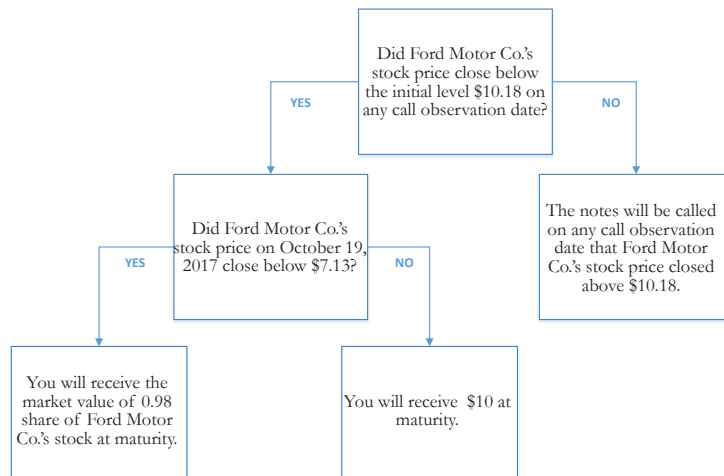 Did Ford Motor Co.'s
stock price close below
the initial level $10.18 on
any call observation date?
YES
NO
Did Ford Motor Co.'s
stock price on October 19,
2017 close below $7.13?
The notes will be called
on any call observation
date that Ford Motor
Co.'s stock price closed
above $10.18.
YES
NO
You will receive the
market value of 0.98
share of Ford Motor
Co.'s stock at maturity.
You will receive $10 at
maturity.